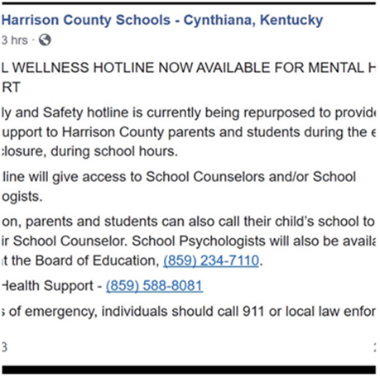 Harrison County Schools - Cynthiana, Kentucky
3 hrs ·
L WELLNESS HOTLINE NOW AVAILABLE FOR MENTAL H
RT
ly and Safety hotline is currently being repurposed to provide
upport to Harrison County parents and students during the e
closure, during school hours.
line will give access to School Counselors and/or School
ogists.
on, parents and students can also call their child's school to
ir School Counselor. School Psychologists will also be availa
t the Board of Education, (859) 234-7110.
Health Support - (859) 588-8081
s of emergency, individuals should call 911 or local law enfor
3